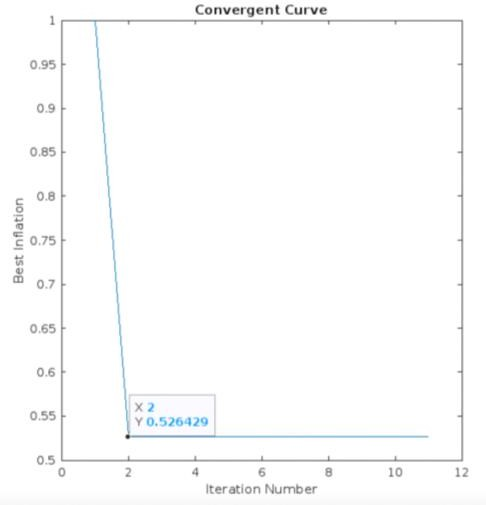 Convergent Curve
1
0.95
0.9
0.85
0.8
0.75
0.7
0.65
0.6
0.55
0.5
Best Inflation
X 2
Y 0.526429
0 2 4 6 8 10 12
Iteration Number